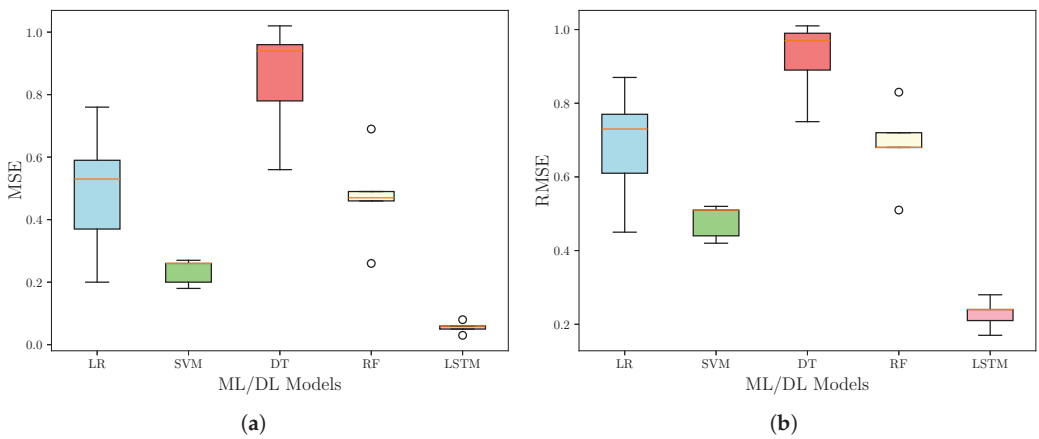 1.0
0.8
0.6
0.4
0.2
0.0
MSE
LR SVM DT RF LSTM
ML/DL Models
(a)
1.0
0.8
0.6
0.4
0.2
RMSE
LR SVM DT RF LSTM
ML/DL Models
(b)